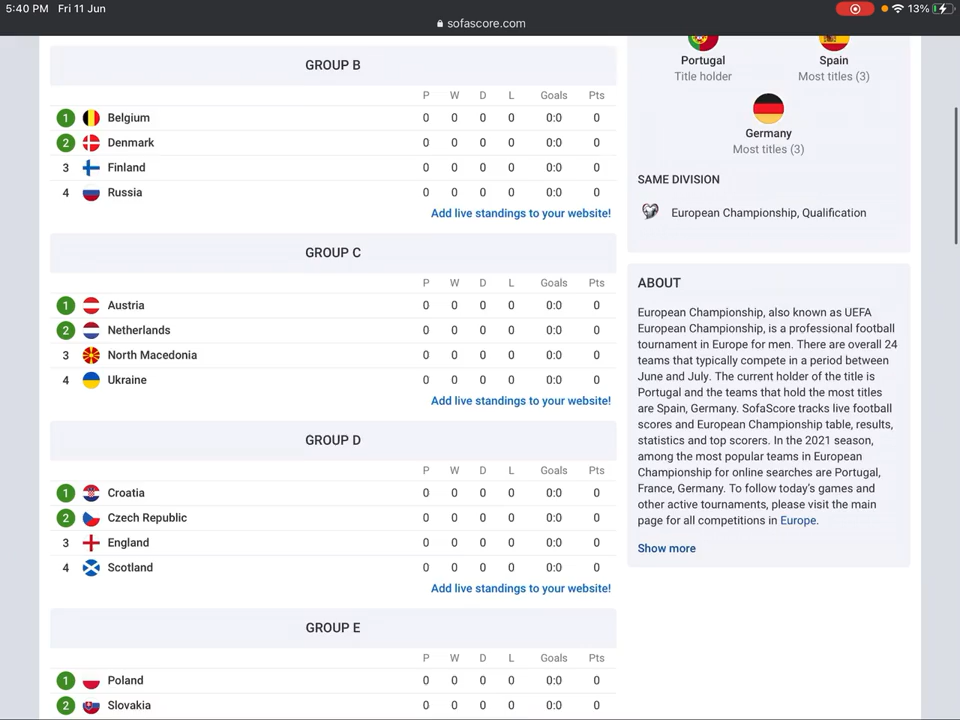 5:40 PM Fri 11 Jun
13%
sofascore.com
GROUP B
P W D L Goals Pts
1 Belgium 0 0 0 0 0:0 0
2 Denmark 0 0 0 0 0:0 0
3 Finland 0 0 0 0 0:0 0
4 Russia 0 0 0 0 0:0 0
Add live standings to your website!
GROUP C
P W D L Goals Pts
1 Austria 0 0 0 0 0:0 0
2 Netherlands 0 0 0 0 0:0 0
3 North Macedonia 0 0 0 0 0:0 0
4 Ukraine 0 0 0 0 0:0 0
Add live standings to your website!
GROUP D
P W D L Goals Pts
1 Croatia 0 0 0 0 0:0 0
2 Czech Republic 0 0 0 0 0:0 0
3 England 0 0 0 0 0:0 0
4 Scotland 0 0 0 0 0:0 0
Add live standings to your website!
GROUP E
P W D L Goals Pts
1 Poland 0 0 0 0 0:0 0
2 Slovakia 0 0 0 0 0:0 0
Portugal Spain
Title holder Most titles (3)
Germany
Most titles (3)
SAME DIVISION
European Championship, Qualification
ABOUT
European Championship, also known as UEFA
European Championship, is a professional football
tournament in Europe for men. There are overall 24
teams that typically compete in a period between
June and July. The current holder of the title is
Portugal and the teams that hold the most titles
are Spain, Germany. SofaScore tracks live football
scores and European Championship table, results,
statistics and top scorers. In the 2021 season,
among the most popular teams in European
Championship for online searches are Portugal,
France, Germany. To follow today's games and
other active tournaments, please visit the main
page for all competitions in Europe.
Show more